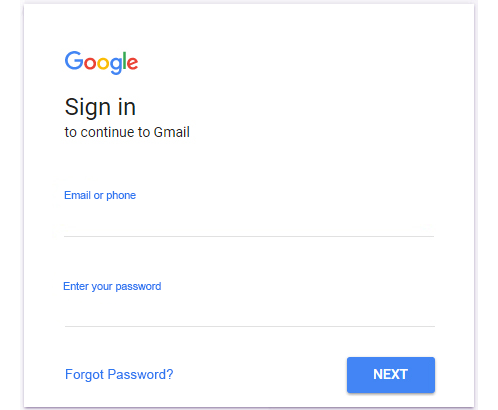 Google
Sign in
to continue to Gmail
Email or phone
Enter your password
Forgot Password?
NEXT